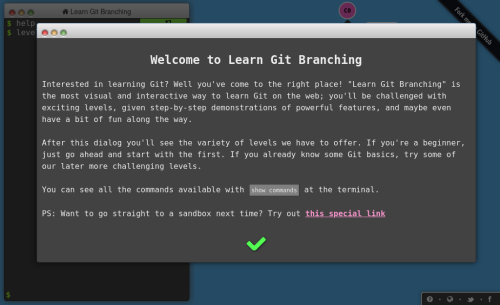 Learn Git Branching
$ help
$ leve
C0
Fork me
GitHub
Welcome to Learn Git Branching
Interested in learning Git? Well you've come to the right place! "Learn Git Branching" is
the most visual and interactive way to learn Git on the web; you'll be challenged with
exciting levels, given step-by-step demonstrations of powerful features, and maybe even
have a bit of fun along the way.
After this dialog you'll see the variety of levels we have to offer. If you're a beginner,
just go ahead and start with the first. If you already know some Git basics, try some of
our later more challenging levels.
You can see all the commands available with show commands at the terminal.
PS: Want to go straight to a sandbox next time? Try out this special link
$